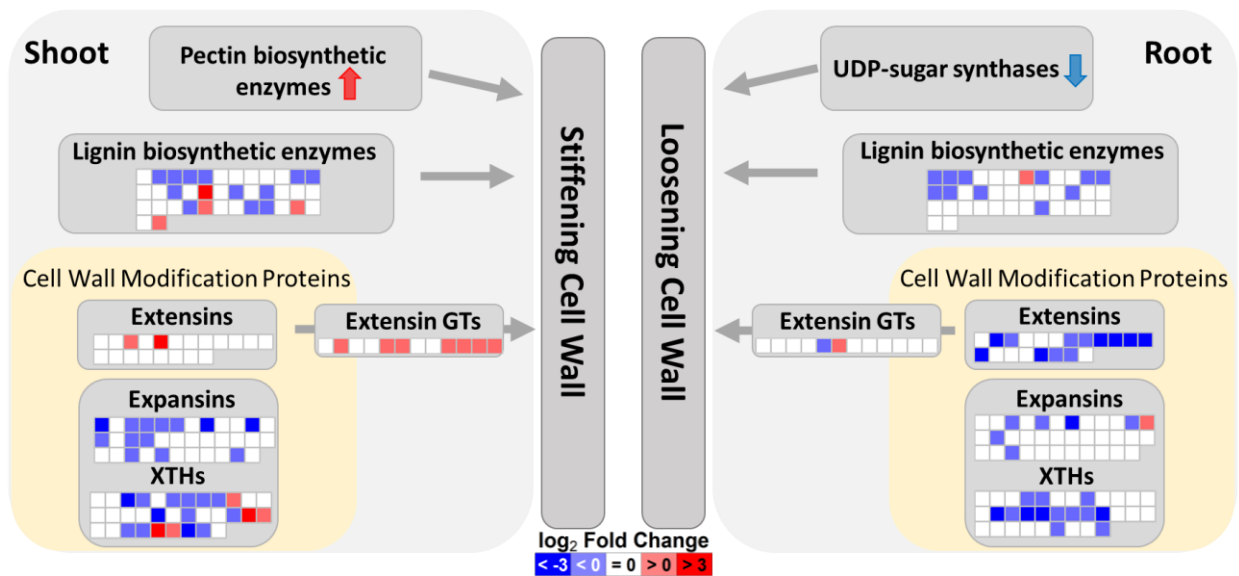 Shoot
Pectin biosynthetic
enzymes
Lignin biosynthetic enzymes
Cell Wall Modification Proteins
Extensins
Extensin GTs
Expansins
XTHs
Stiffening Cell Wall
Loosening Cell Wall
Root
UDP-sugar synthases
Lignin biosynthetic enzymes
Cell Wall Modification Proteins
Extensin GTs
Extensins
Expansins
XTHs
log₂ Fold Change
< -3 < 0 = 0 > 0 > 3